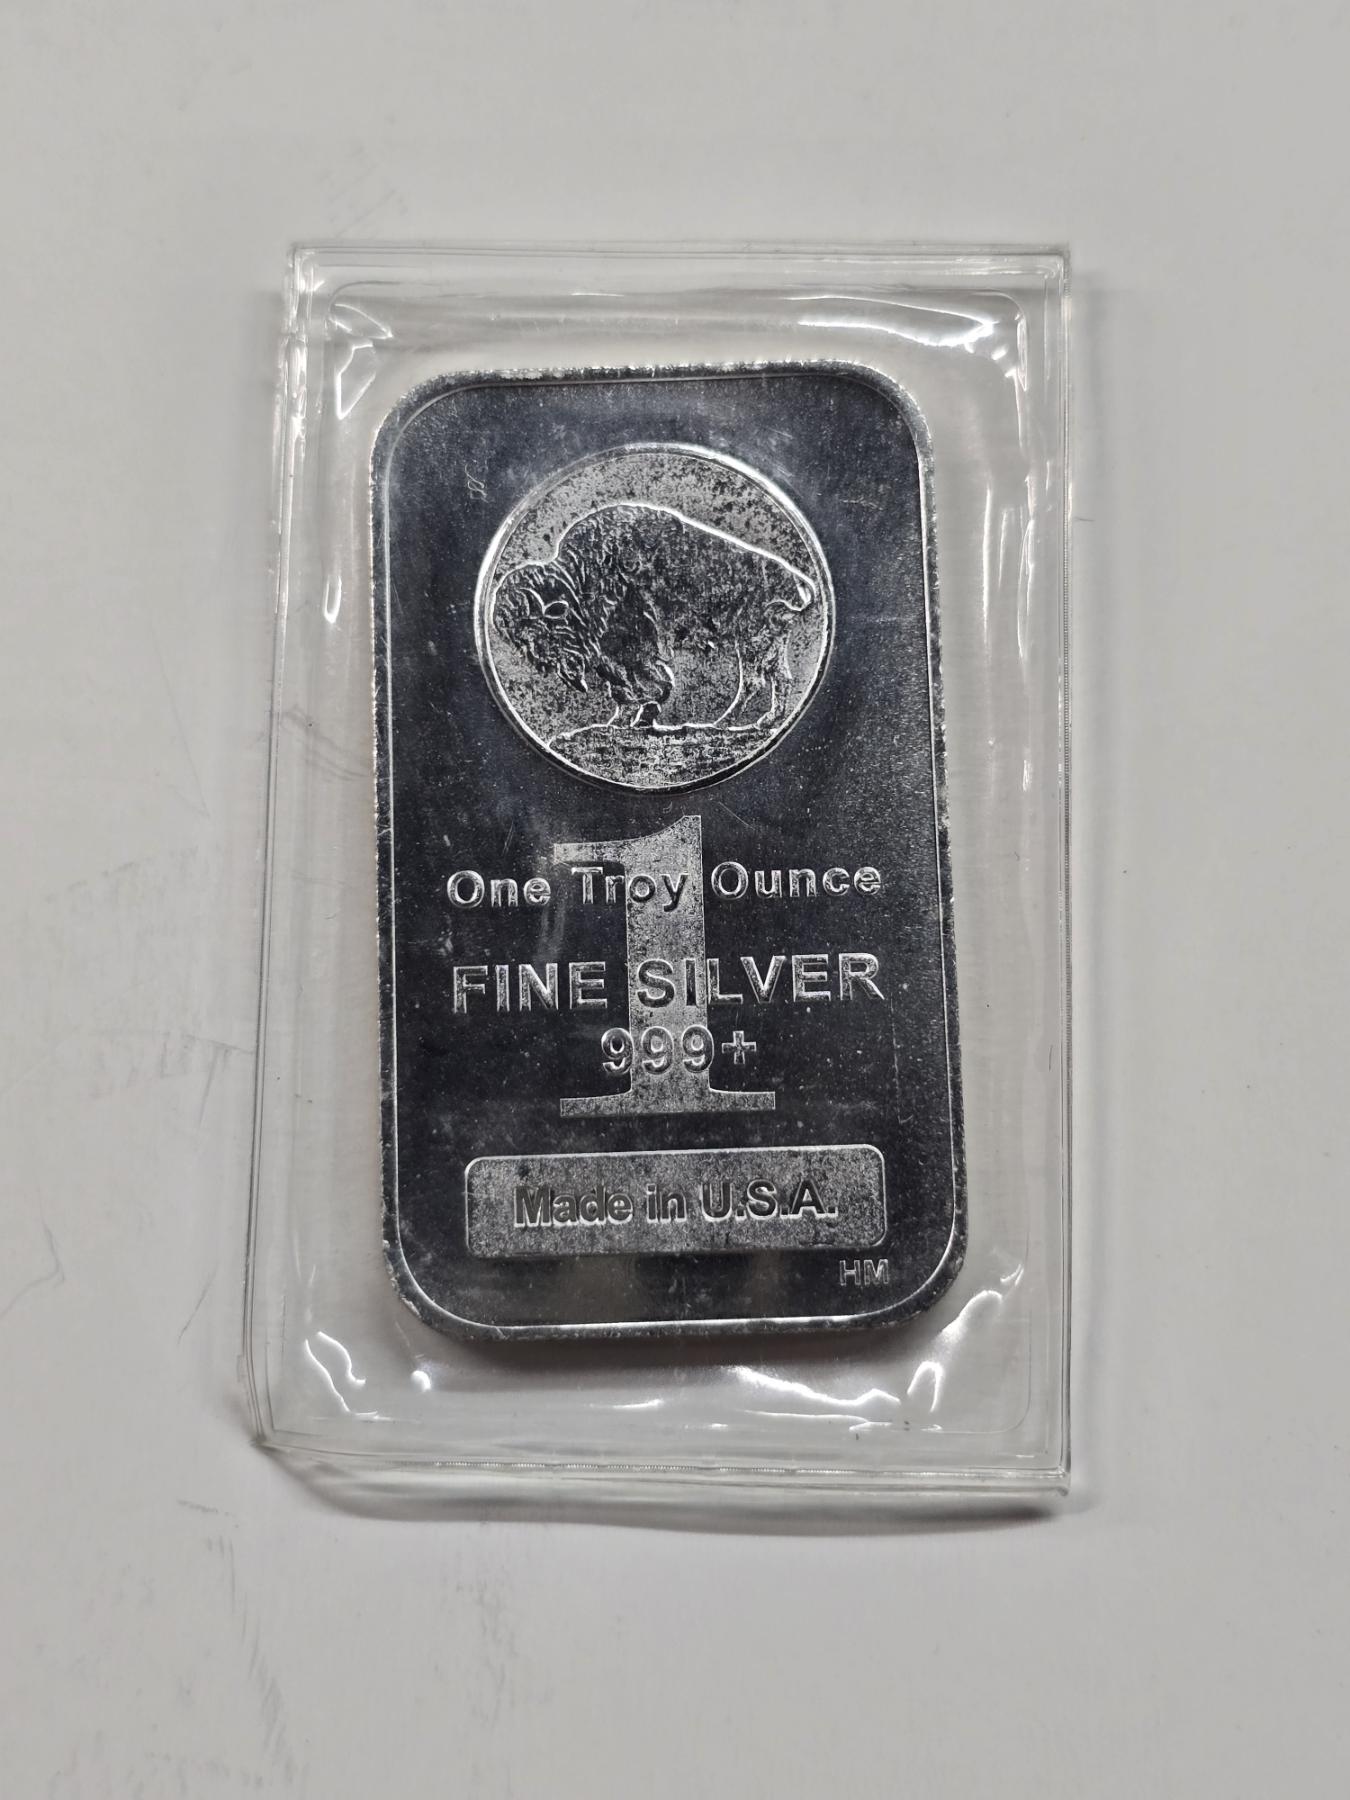 1
One Troy Ounce
FINE SILVER
999+
Made in U.S.A.
HM